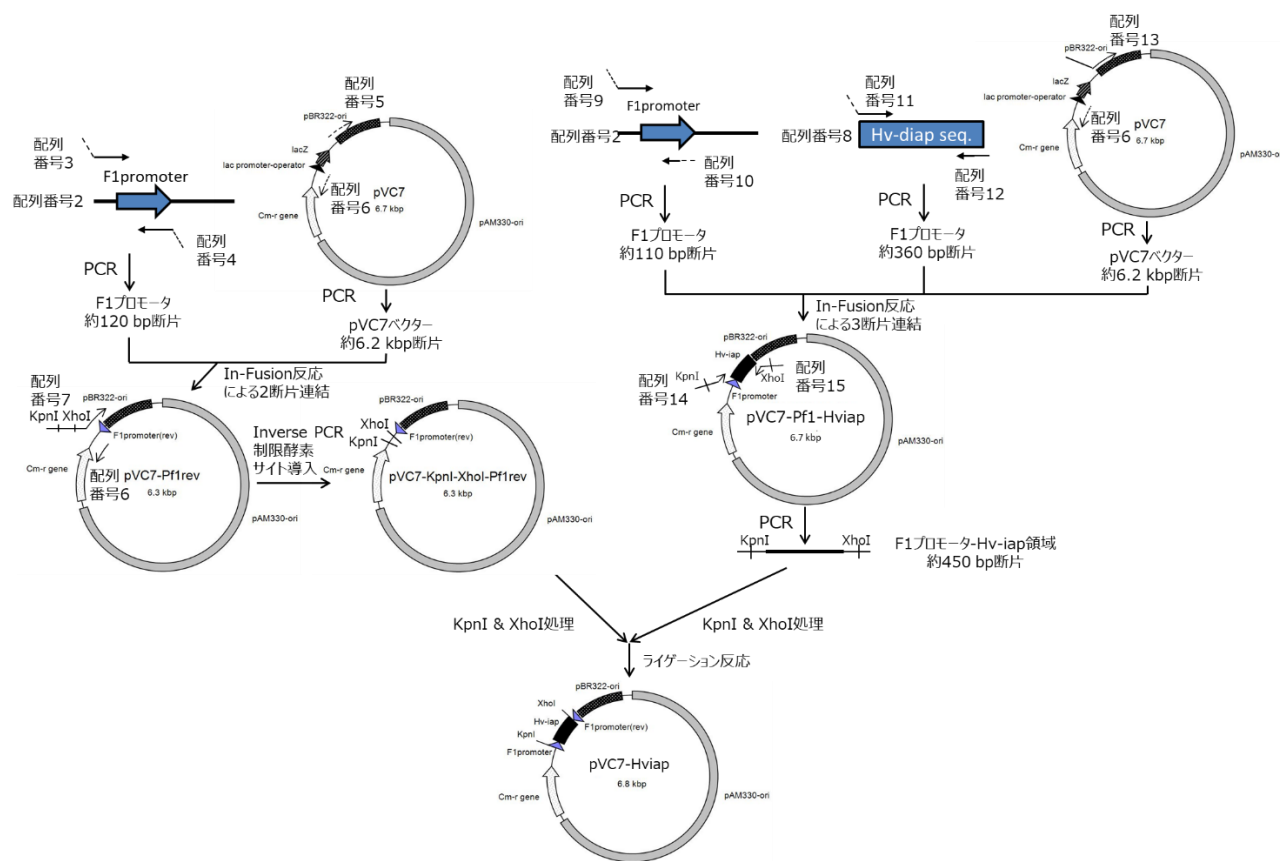 配列
番号3
F1promoter
配列番号2
配列
番号4
PCR
F1プロモータ
約120 bp断片
配列
番号5
pBR322-ori
lacZ
lac promoter-operator
配列
番号6
pVC7
6.7 kbp
Cm-r gene
pAM330-ori
PCR
pVC7ベクター
約6.2 kbp断片
In-Fusion反応
による2断片連結
配列
番号7
KpnI XhoI
pBR322-ori
F1promoter(rev)
Cm-r gene
配列
番号6
pVC7-Pf1rev
6.3 kbp
pAM330-ori
Inverse PCR
制限酵素
サイト導入
pBR322-ori
XhoI
KpnI
F1promoter(rev)
Cm-r gene
pVC7-KpnI-XhoI-Pf1rev
6.3 kbp
pAM330-ori
配列
番号9
F1promoter
配列番号2
配列
番号10
PCR
F1プロモータ
約110 bp断片
配列
番号11
配列番号8
Hv-diap seq.
配列
番号12
PCR
F1プロモータ
約360 bp断片
配列
番号13
pBR322-ori
lacZ
lac promoter-operator
配列
番号6
pVC7
6.7 kbp
Cm-r gene
pAM330-o
PCR
pVC7ベクター
約6.2 kbp断片
In-Fusion反応
による3断片連結
pBR322-ori
Hv-iap
KpnI
XhoI
配列
番号14
配列
番号15
F1promoter
pVC7-Pf1-Hviap
6.7 kbp
Cm-r gene
pAM330-ori
PCR
KpnI
XhoI
F1プロモータ-Hv-iap領域
約450 bp断片
KpnI & XhoI処理
KpnI & XhoI処理
ライゲーション反応
pBR322-ori
XhoI
Hv-iap
F1promoter(rev)
KpnI
F1promoter
pVC7-Hviap
6.8 kbp
Cm-r gene
pAM330-ori